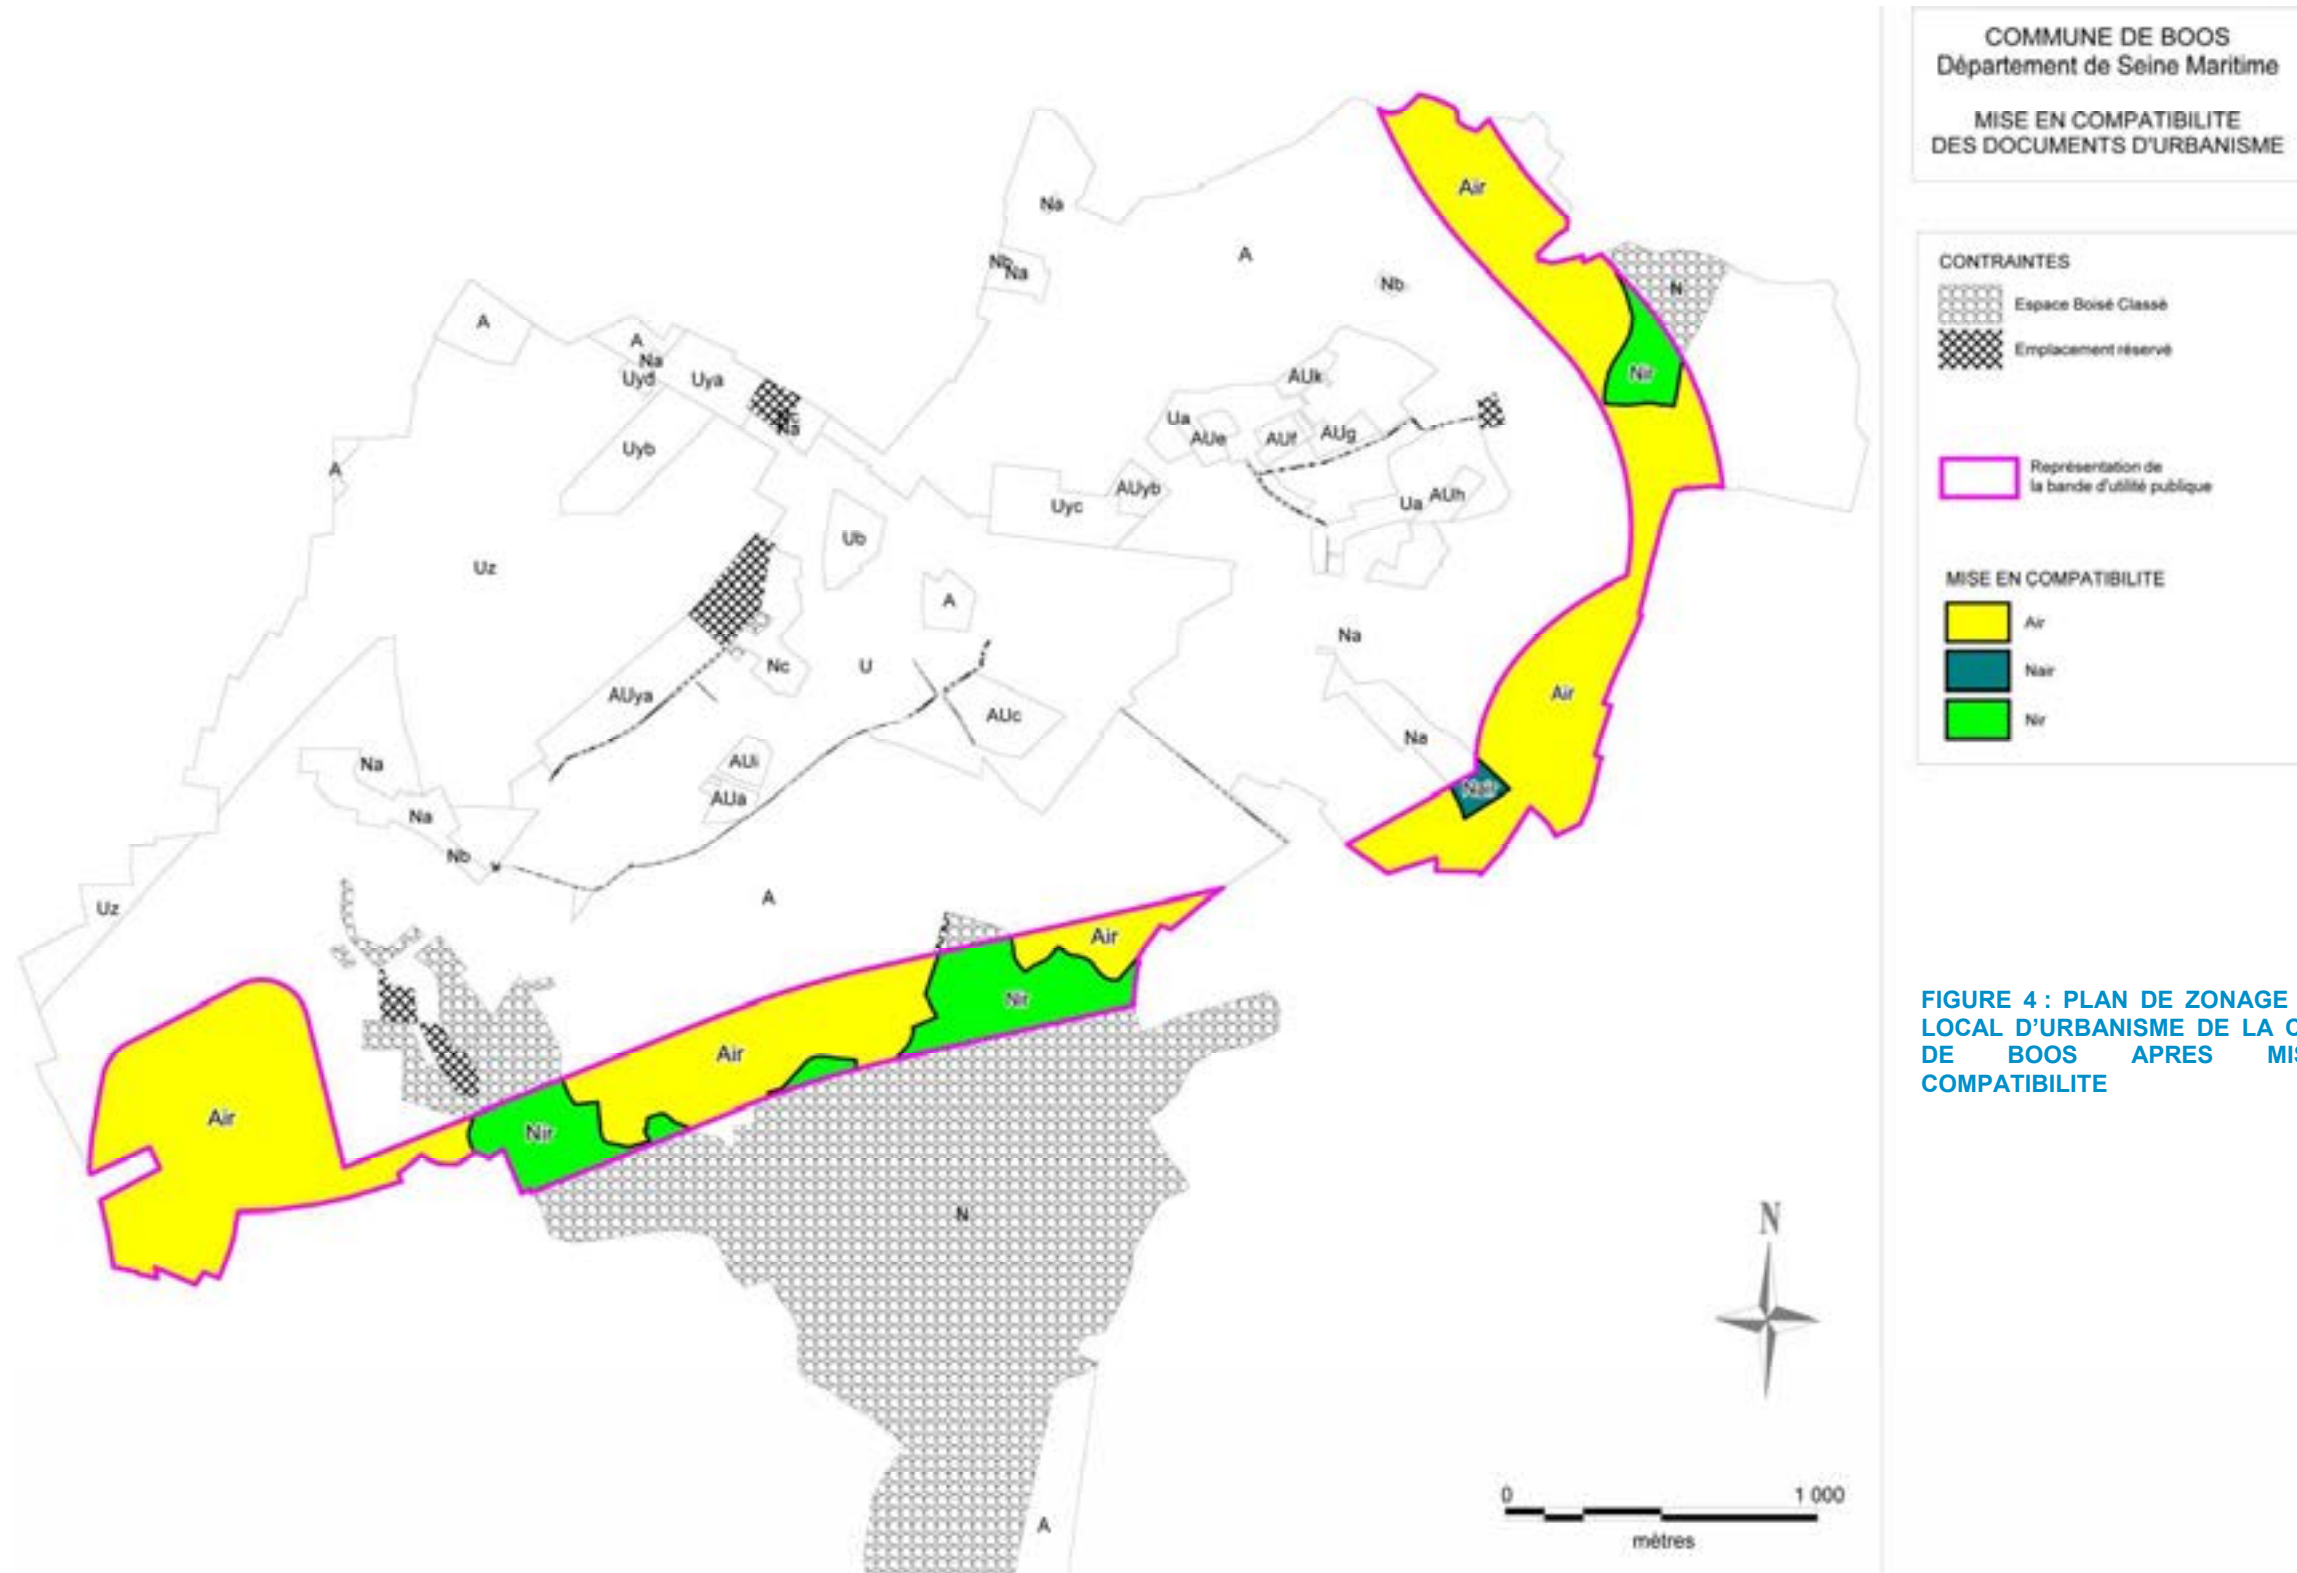 COMMUNE DE BOOS
Département de Seine Maritime
MISE EN COMPATIBILITE
DES DOCUMENTS D'URBANISME
CONTRAINTES
Espace Boisé Classé
Emplacement réservé
Représentation de
la bande d'utilité publique
MISE EN COMPATIBILITE
Air
Nair
Nir
FIGURE 4 : PLAN DE ZONAGE
LOCAL D'URBANISME DE LA
DE BOOS APRES
COMPATIBILITE
Air
Na
A
Nb
Na
Nb
N
A
A
Na
Uyd
Uya
Nir
AUk
Na
Ua
AUe
AUf
AUg
Uyb
A
AUyb
Ua
AUh
Uyc
Ub
Uz
A
Na
Nc
U
AUya
Air
AUc
Na
AUi
Na
Nair
AUa
Na
Nb
A
Uz
Air
Nir
Air
Air
Nir
N
N
A
0
1 000
mètres